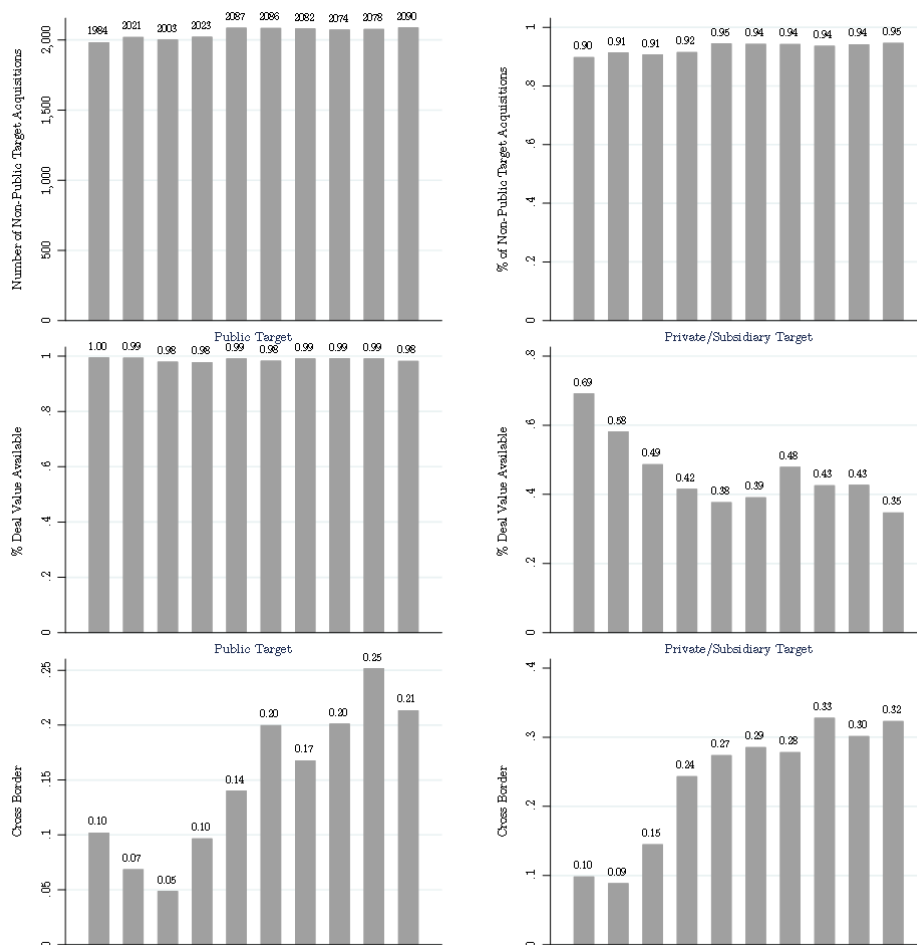 Number of Non-Public Target Acquisitions
2,000
1,500
1,000
500
0
1984 2021 2003 2023 2087 2086 2082 2074 2078 2090
% of Non-Public Target Acquisitions
1
.8
.6
.4
.2
0
0.90 0.91 0.91 0.92 0.95 0.94 0.94 0.94 0.94 0.95
Public Target
% Deal Value Available
1
.8
.6
.4
.2
0
1.00 0.99 0.98 0.98 0.99 0.98 0.99 0.99 0.99 0.98
Private/Subsidiary Target
% Deal Value Available
.8
.6
.4
.2
0
0.69 0.58 0.49 0.42 0.38 0.39 0.48 0.43 0.43 0.35
Public Target
Cross Border
.25
.2
.15
.1
.05
0
0.10 0.07 0.05 0.10 0.14 0.20 0.17 0.20 0.25 0.21
Private/Subsidiary Target
Cross Border
.4
.3
.2
.1
0
0.10 0.09 0.15 0.24 0.27 0.29 0.28 0.33 0.30 0.32